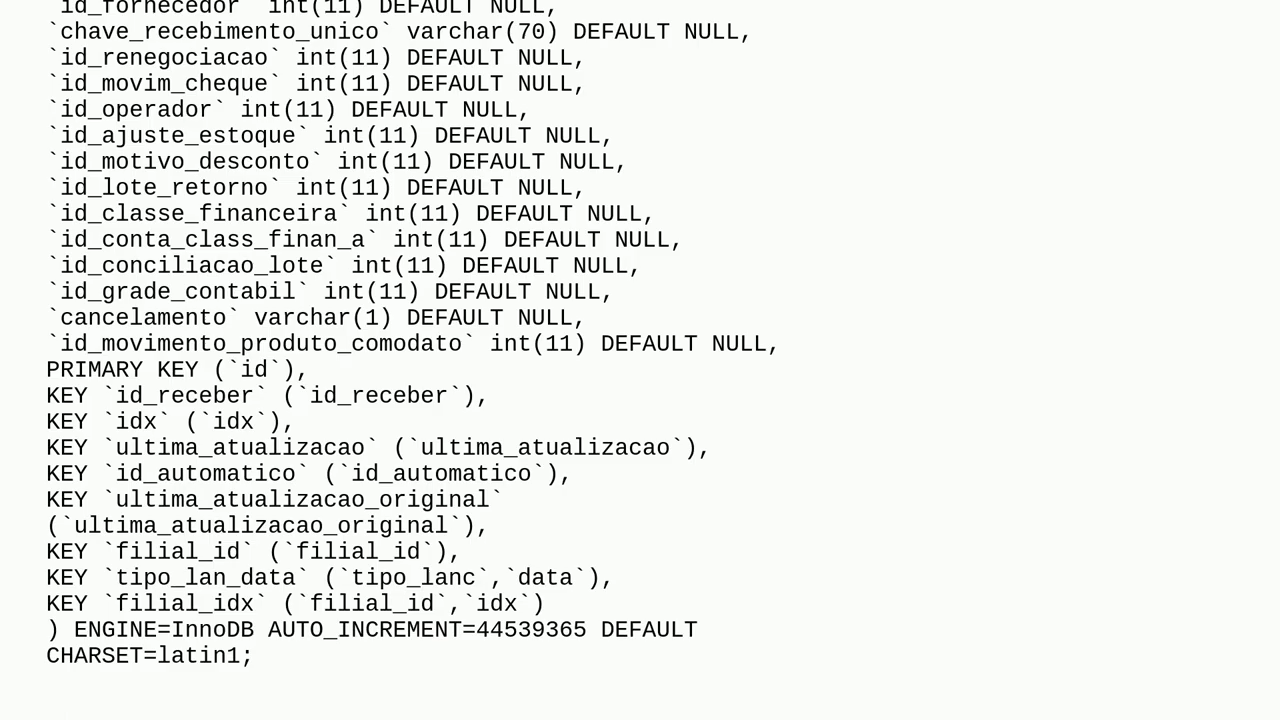 `id_fornecedor` int(11) DEFAULT NULL,
`chave_recebimento_unico` varchar(70) DEFAULT NULL,
`id_renegociacao` int(11) DEFAULT NULL,
`id_movim_cheque` int(11) DEFAULT NULL,
`id_operador` int(11) DEFAULT NULL,
`id_ajuste_estoque` int(11) DEFAULT NULL,
`id_motivo_desconto` int(11) DEFAULT NULL,
`id_lote_retorno` int(11) DEFAULT NULL,
`id_classe_financeira` int(11) DEFAULT NULL,
`id_conta_class_finan_a` int(11) DEFAULT NULL,
`id_conciliacao_lote` int(11) DEFAULT NULL,
`id_grade_contabil` int(11) DEFAULT NULL,
`cancelamento` varchar(1) DEFAULT NULL,
`id_movimento_produto_comodato` int(11) DEFAULT NULL,
PRIMARY KEY (`id`),
KEY `id_receber` (`id_receber`),
KEY `idx` (`idx`),
KEY `ultima_atualizacao` (`ultima_atualizacao`),
KEY `id_automatico` (`id_automatico`),
KEY `ultima_atualizacao_original`
(`ultima_atualizacao_original`),
KEY `filial_id` (`filial_id`),
KEY `tipo_lan_data` (`tipo_lanc`,`data`),
KEY `filial_idx` (`filial_id`,`idx`)
) ENGINE=InnoDB AUTO_INCREMENT=44539365 DEFAULT
CHARSET=latin1;